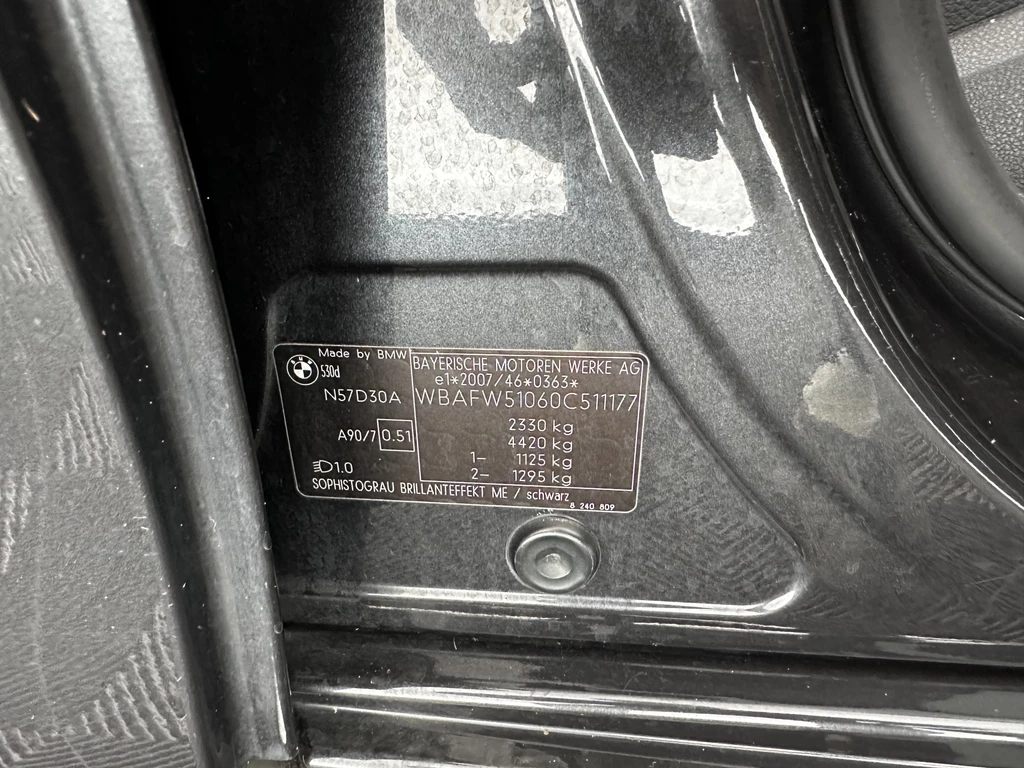 Made by BMW
530d
N57D30A
A90/7 0.51
1.0
BAYERISCHE MOTOREN WERKE AG
e1*2007/46*0363*
WBAFW51060C511177
2330 kg
4420 kg
1- 1125 kg
2- 1295 kg
SOPHISTOGRAU BRILLANTEFFEKT ME / schwarz
8 240 809